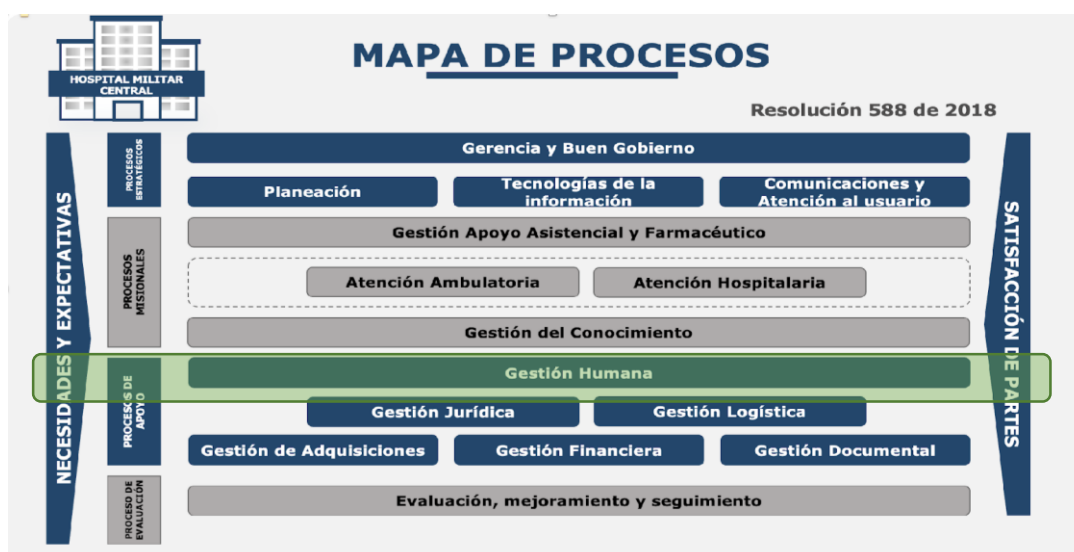 HOSPITAL MILITAR
CENTRAL
MAPA DE PROCESOS
Resolución 588 de 2018
NECESIDADES Y EXPECTATIVAS
PROCESOS
ESTRATÉGICOS
Gerencia y Buen Gobierno
Planeación
Tecnologías de la
información
Comunicaciones y
Atención al usuario
PROCESOS
MISIONALES
Gestión Apoyo Asistencial y Farmacéutico
Atención Ambulatoria
Atención Hospitalaria
Gestión del Conocimiento
PROCESOS DE
APOYO
Gestión Humana
Gestión Jurídica
Gestión Logística
Gestión de Adquisiciones
Gestión Financiera
Gestión Documental
PROCESO DE
EVALUACIÓN
Evaluación, mejoramiento y seguimiento
SATISFACCIÓN DE PARTES